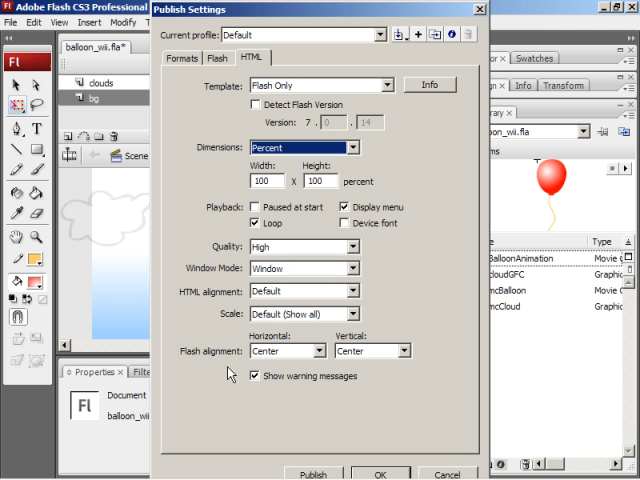 Adobe Flash CS3 Professional
Publish Settings
File Edit View Insert Modify
Current profile: Default
balloon_wii.fla*
Formats Flash HTML
Swatches
Fl
clouds
bg
Template: Flash Only Info
Info Transform
Detect Flash Version
Version: 7 . 0 . 14
Scene
Dimensions: Percent
Width: Height:
100 X 100 percent
Playback: Paused at start Display menu
Loop Device font
Quality: High
Type
BalloonAnimation Movie
cloudGFC Graphic
mcBalloon Movie
mcCloud Graphic
Window Mode: Window
HTML alignment: Default
Scale: Default (Show all)
Horizontal: Vertical:
Flash alignment: Center Center
Show warning messages
Properties
Fl
Document
balloon_wii
Publish OK Cancel